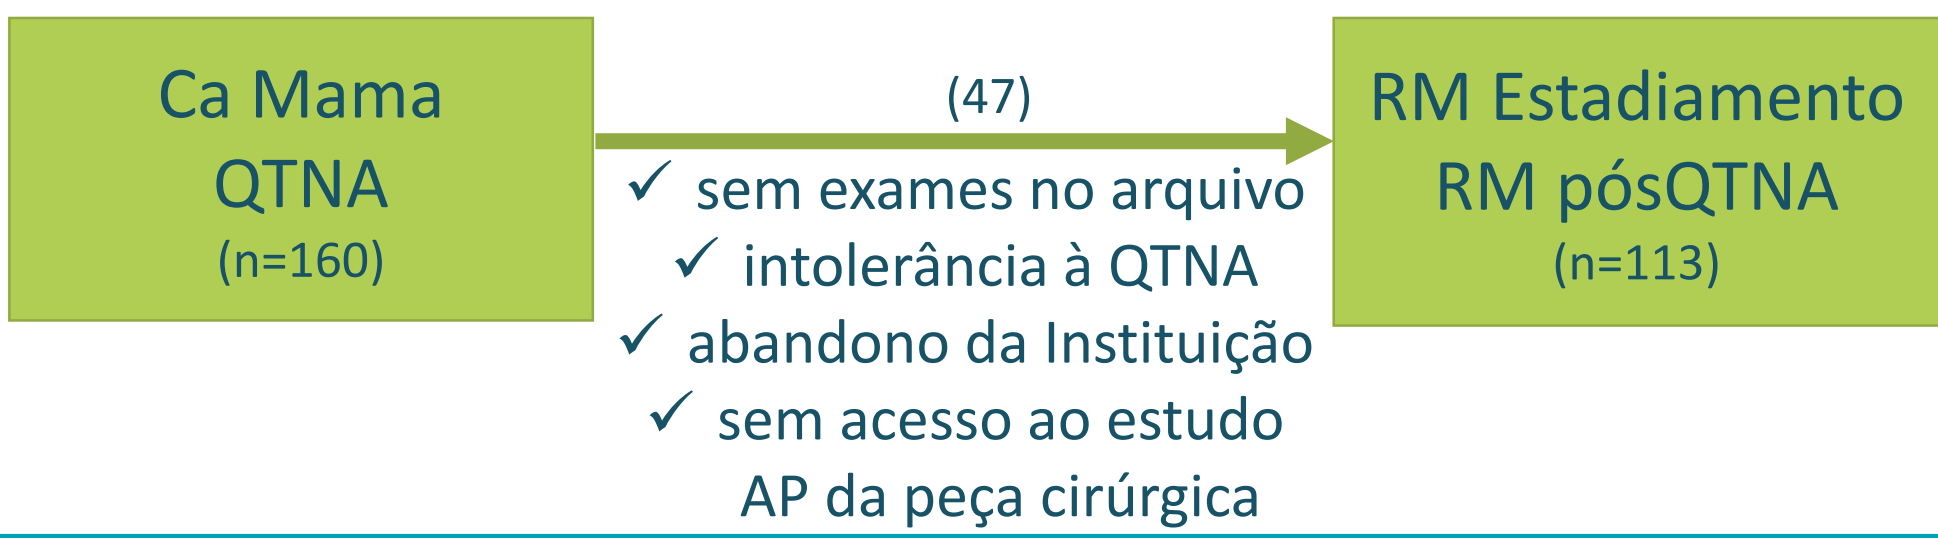 Ca Mama
QTNA
(n=160)
(47)
✓ sem exames no arquivo
✓ intolerância à QTNA
✓ abandono da Instituição
✓ sem acesso ao estudo
AP da peça cirúrgica
RM Estadiamento
RM pósQTNA
(n=113)